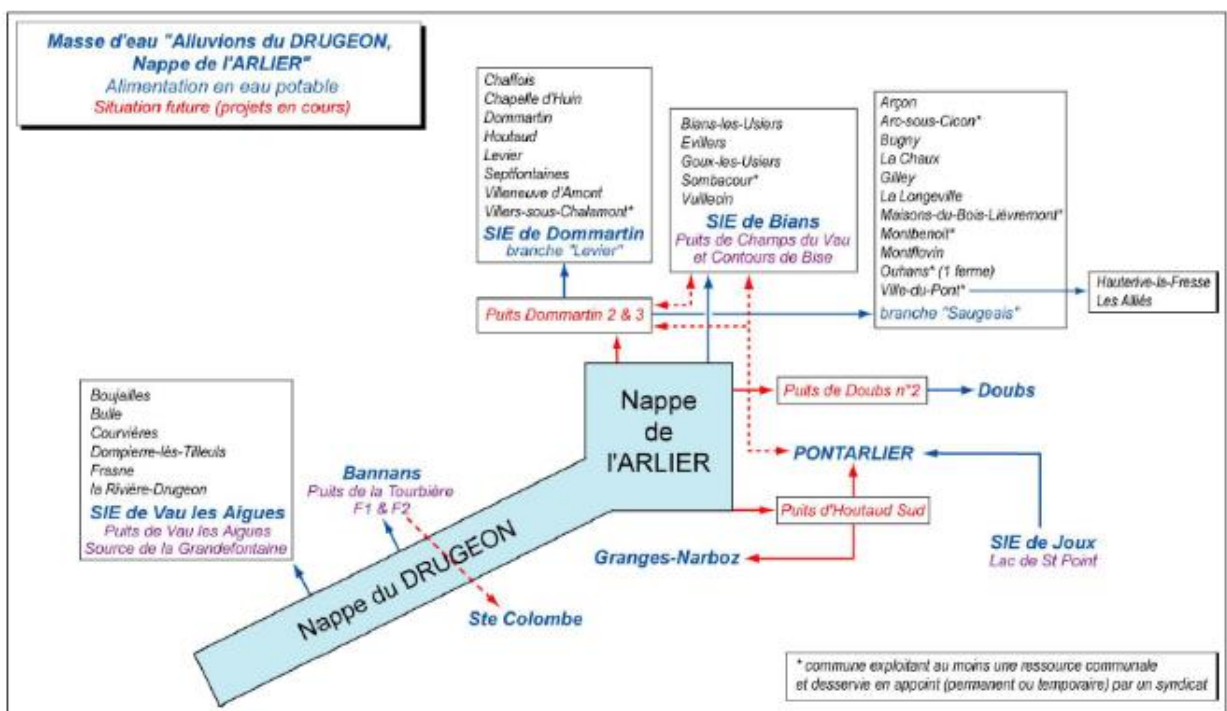 Masse d'eau "Alluvions du DRUGEON,
Nappe de l'ARLIER"
Alimentation en eau potable
Situation future (projets en cours)
Chaffois
Chapelle d'Huin
Dommartin
Houtaud
Levier
Septfontaines
Villeneuve d'Amont
Villers-sous-Chalamont*
SIE de Dommartin
branche "Levier"
Bians-les-Usiers
Evillers
Goux-les-Usiers
Sombacour*
Vuillecin
SIE de Bians
Puits de Champs du Vau
et Contours de Bise
Arçon
Arc-sous-Cicon*
Bugny
La Chaux
Gilley
La Longeville
Maisons-du-Bois-Lièvremont*
Montbenoit*
Montflovin
Ouhans* (1 ferme)
Ville-du-Pont*
branche "Saugeais"
Hauterive-la-Fresse
Les Alliés
Puits Dommartin 2 & 3
Nappe
de
l'ARLIER
Puits de Doubs n°2
Doubs
PONTARLIER
Puits d'Houtaud Sud
Granges-Narboz
SIE de Joux
Lac de St Point
Boujailles
Bulle
Courvières
Dompierre-lès-Tilleuls
Frasne
la Rivière-Drugeon
SIE de Vau les Aigues
Puits de Vau les Aigues
Source de la Grandefontaine
Bannans
Puits de la Tourbière
F1 & F2
Nappe du DRUGEON
Ste Colombe
* commune exploitant au moins une ressource communale
et desservie en appoint (permanent ou temporaire) par un syndicat